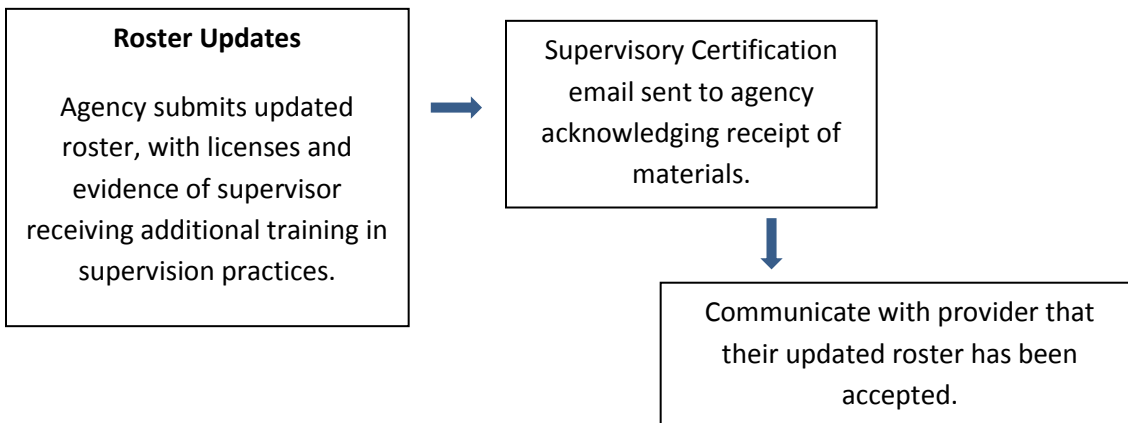 Roster Updates
Agency submits updated
roster, with licenses and
evidence of supervisor
receiving additional training in
supervision practices.
Supervisory Certification
email sent to agency
acknowledging receipt of
materials.
Communicate with provider that
their updated roster has been
accepted.